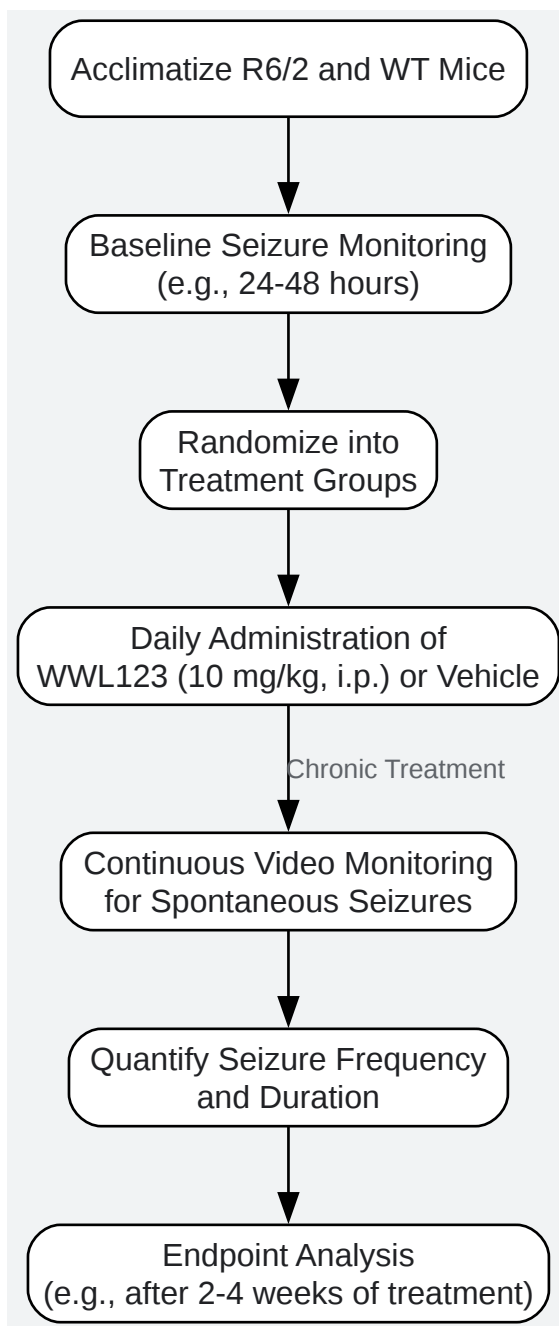 Acclimatize R6/2 and WT Mice
Baseline Seizure Monitoring
(e.g., 24-48 hours)
Randomize into
Treatment Groups
Daily Administration of
WWL123 (10 mg/kg, i.p.) or Vehicle
Chronic Treatment
Continuous Video Monitoring
for Spontaneous Seizures
Quantify Seizure Frequency
and Duration
Endpoint Analysis
(e.g., after 2-4 weeks of treatment)